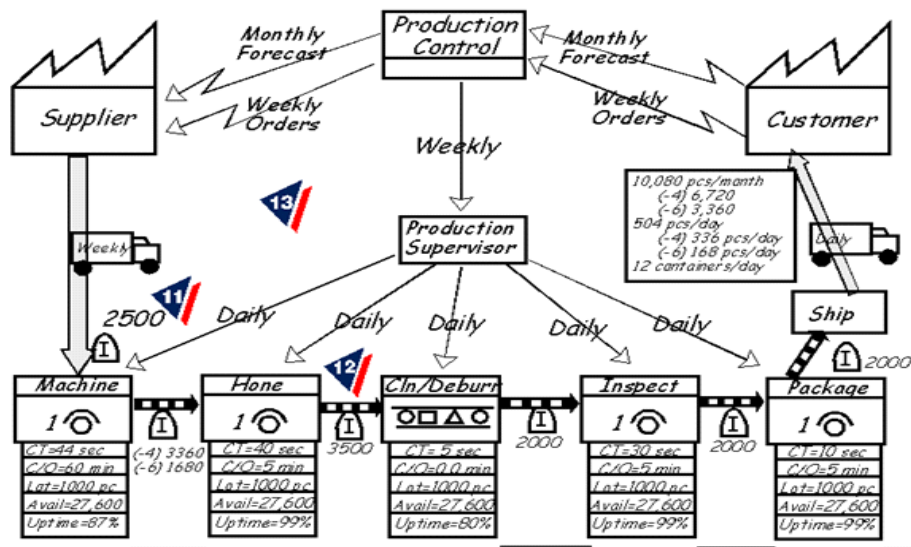 Production
Control
Monthly
Forecast
Monthly
Forecast
Supplier
Weekly
Orders
Weekly
Orders
Customer
Weekly
10,080 pcs/month
(-4) 6,720
(-6) 3,360
504 pcs/day
(-4) 336 pcs/day
(-6) 168 pcs/day
12 cantainers/day
13
Production
Supervisor
Weekly
Daily
11
2500
I
Daily
Daily
Daily
Daily
Daily
Ship
I
2000
12
Machine
1
Hone
1
Cln/Deburr
Inspect
1
Package
1
I
(-4) 3360
(-6) 1680
I
3500
I
2000
I
2000
CT=44 sec
C/O=60 min
Lat=1000 pc
Avail=27,600
Uptime=87%
CT=40 sec
C/O=5 min
Lot=1000 pc
Avail=27,600
Uptime=99%
CT= 5 sec
C/O=0.0 min
Lot=1000 pc
Avail=27,600
Uptime=80%
CT=30 sec
C/O=5 min
Lot=1000 pc
Avail=27,600
Uptime=99%
CT=10 sec
C/O=5 min
Lot=1000 pc
Avail=27,600
Uptime=99%